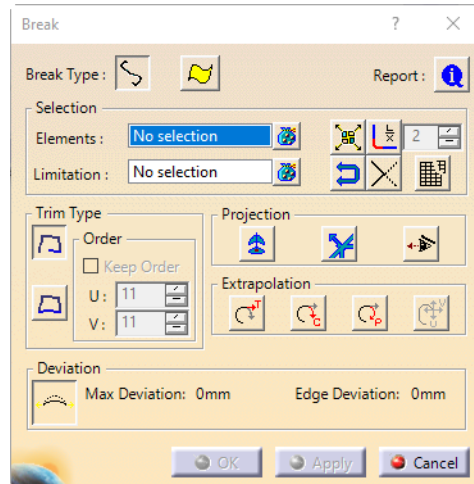 Break
?
Break Type :
Report :
Selection
Elements :
No selection
2
Limitation :
No selection
Trim Type
Order
Keep Order
U: 11
V: 11
Projection
Extrapolation
T
C
P
V
U
Deviation
Max Deviation: 0mm
Edge Deviation: 0mm
OK
Apply
Cancel